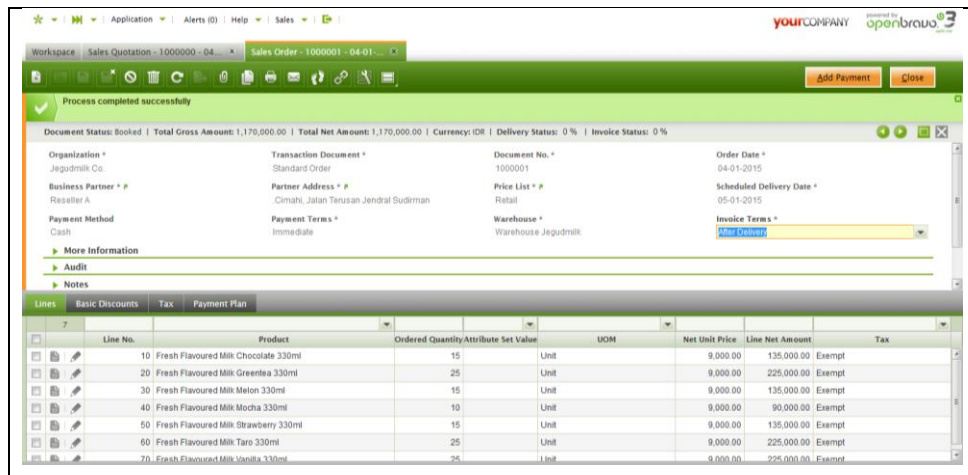 Application Alerts (0) Help Sales
yourCOMPANY powered by openbravo 3
Workspace Sales Quotation - 1000000 - 04... Sales Order - 1000001 - 04-01-...
Add Payment Close
Process completed successfully
Document Status: Booked | Total Gross Amount: 1,170,000.00 | Total Net Amount: 1,170,000.00 | Currency: IDR | Delivery Status: 0 % | Invoice Status: 0 %
Organization * Transaction Document * Document No. * Order Date *
Jegudmilk Co. Standard Order 1000001 04-01-2015
Business Partner * Partner Address * Price List * Scheduled Delivery Date *
Reseller A .Cimahi, Jalan Terusan Jendral Sudirman Retail 05-01-2015
Payment Method Payment Terms * Warehouse * Invoice Terms *
Cash Immediate Warehouse Jegudmilk After Delivery
More Information
Audit
Notes
Lines Basic Discounts Tax Payment Plan
7
Line No. Product Ordered Quantity Attribute Set Value UOM Net Unit Price Line Net Amount Tax
10 Fresh Flavoured Milk Chocolate 330ml 15 Unit 9,000.00 135,000.00 Exempt
20 Fresh Flavoured Milk Greentea 330ml 25 Unit 9,000.00 225,000.00 Exempt
30 Fresh Flavoured Milk Melon 330ml 15 Unit 9,000.00 135,000.00 Exempt
40 Fresh Flavoured Milk Mocha 330ml 10 Unit 9,000.00 90,000.00 Exempt
50 Fresh Flavoured Milk Strawberry 330ml 15 Unit 9,000.00 135,000.00 Exempt
60 Fresh Flavoured Milk Taro 330ml 25 Unit 9,000.00 225,000.00 Exempt
70 Fresh Flavoured Milk Vanilla 330ml 25 Unit 9,000.00 225,000.00 Exempt